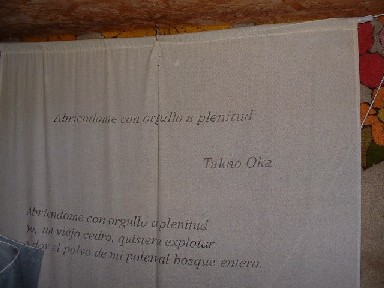 Abriéndome con orgullo a plenitud
Takao Oka
Abriéndome con orgullo a plenitud
Yo, un viejo cedro, quisiera explotar
el polvo de mi potenial bosque entero.